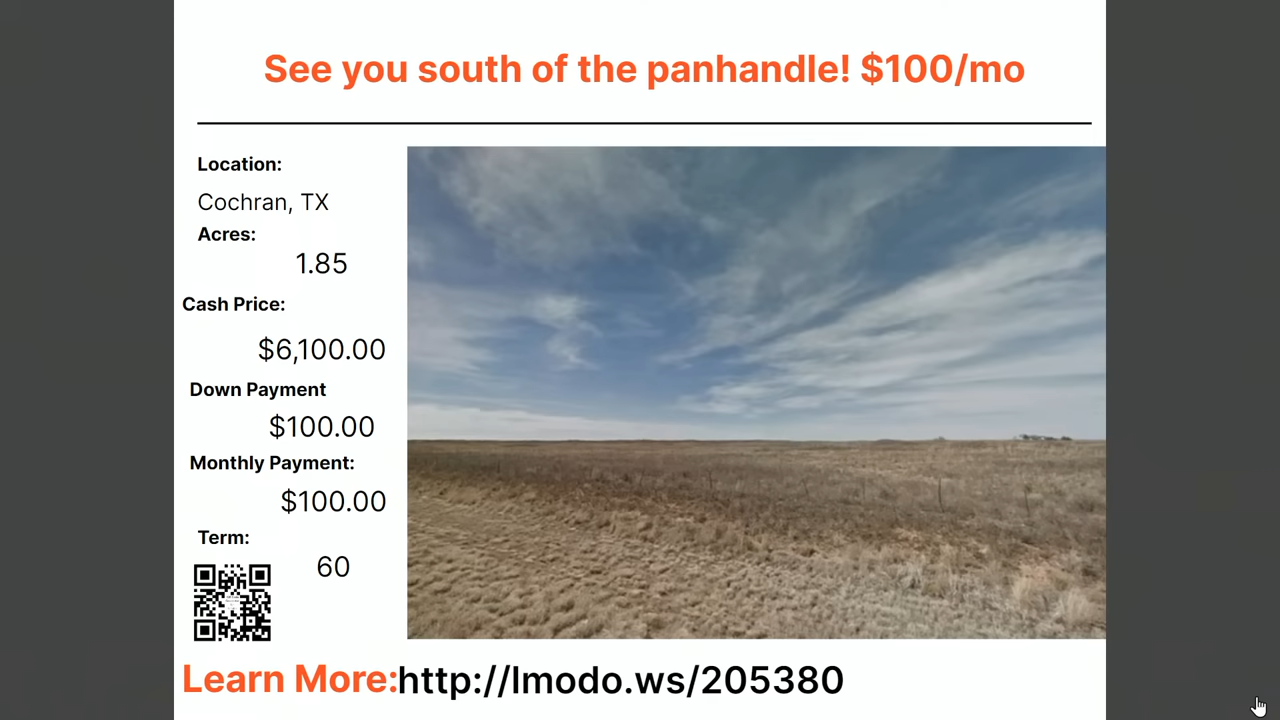 See you south of the panhandle! $100/mo
Location:
Cochran, TX
Acres:
1.85
Cash Price:
$6,100.00
Down Payment
$100.00
Monthly Payment:
$100.00
Term:
60
Learn More:http://lmodo.ws/205380